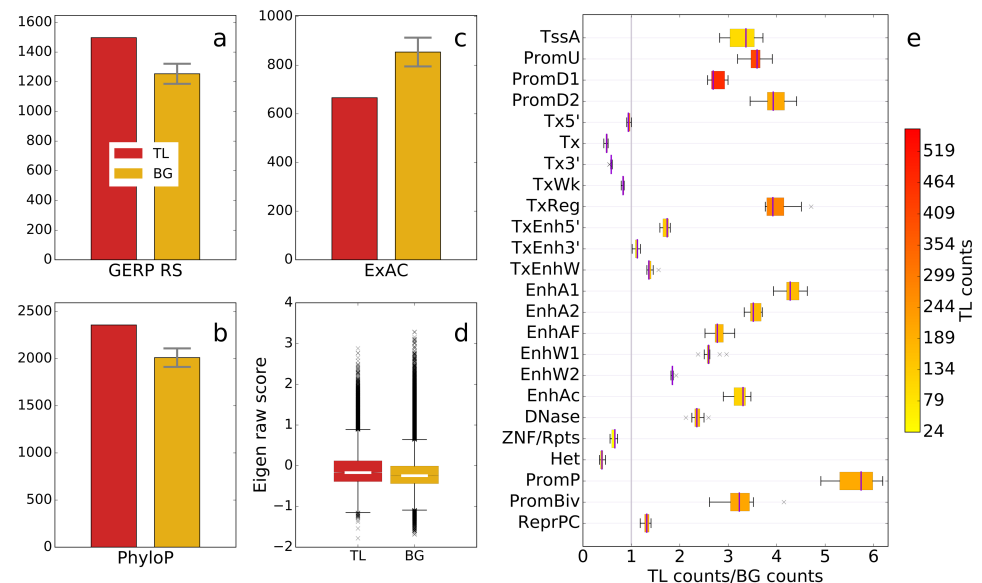 a
1600
1400
1200
1000
800
600
400
200
0
TL
BG
GERP RS
c
1000
800
600
400
200
0
ExAC
b
2500
2000
1500
1000
500
0
PhyloP
d
4
3
2
1
0
−1
−2
Eigen raw score
TL
BG
e
TssA
PromU
PromD1
PromD2
Tx5'
Tx
Tx3'
TxWk
TxReg
TxEnh5'
TxEnh3'
TxEnhW
EnhA1
EnhA2
EnhAF
EnhW1
EnhW2
EnhAc
DNase
ZNF/Rpts
Het
PromP
PromBiv
ReprPC
0 1 2 3 4 5 6
TL counts/BG counts
519
464
409
354
299
244
189
134
79
24
TL counts